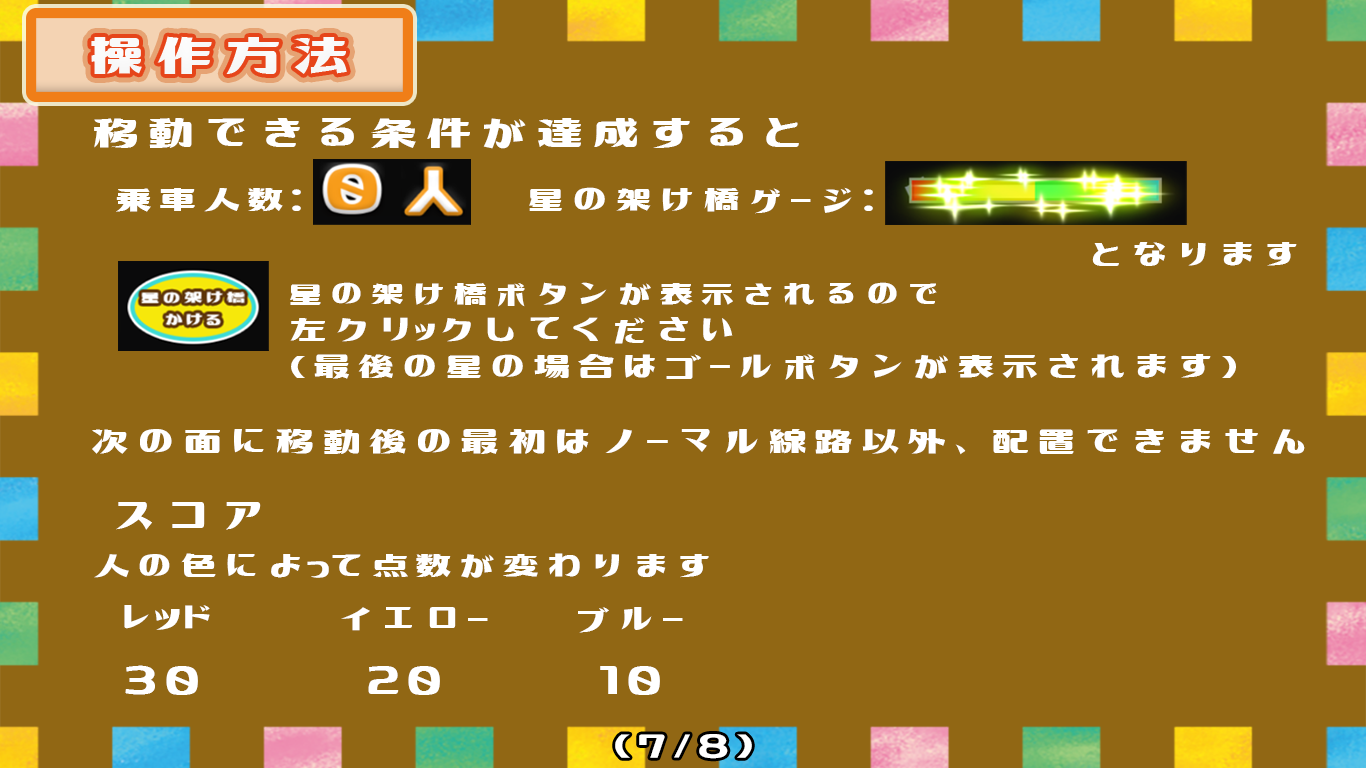 操作方法
移動できる条件が達成すると
乗車人数: 0人 星の架け橋ゲージ:
となります
星の架け橋
かける
星の架け橋ボタンが表示されるので
左クリックしてください
(最後の星の場合はゴールボタンが表示されます)
次の面に移動後の最初はノーマル線路以外、配置できません
スコア
人の色によって点数が変わります
レッド イエロー ブルー
30 20 10
(7/8)